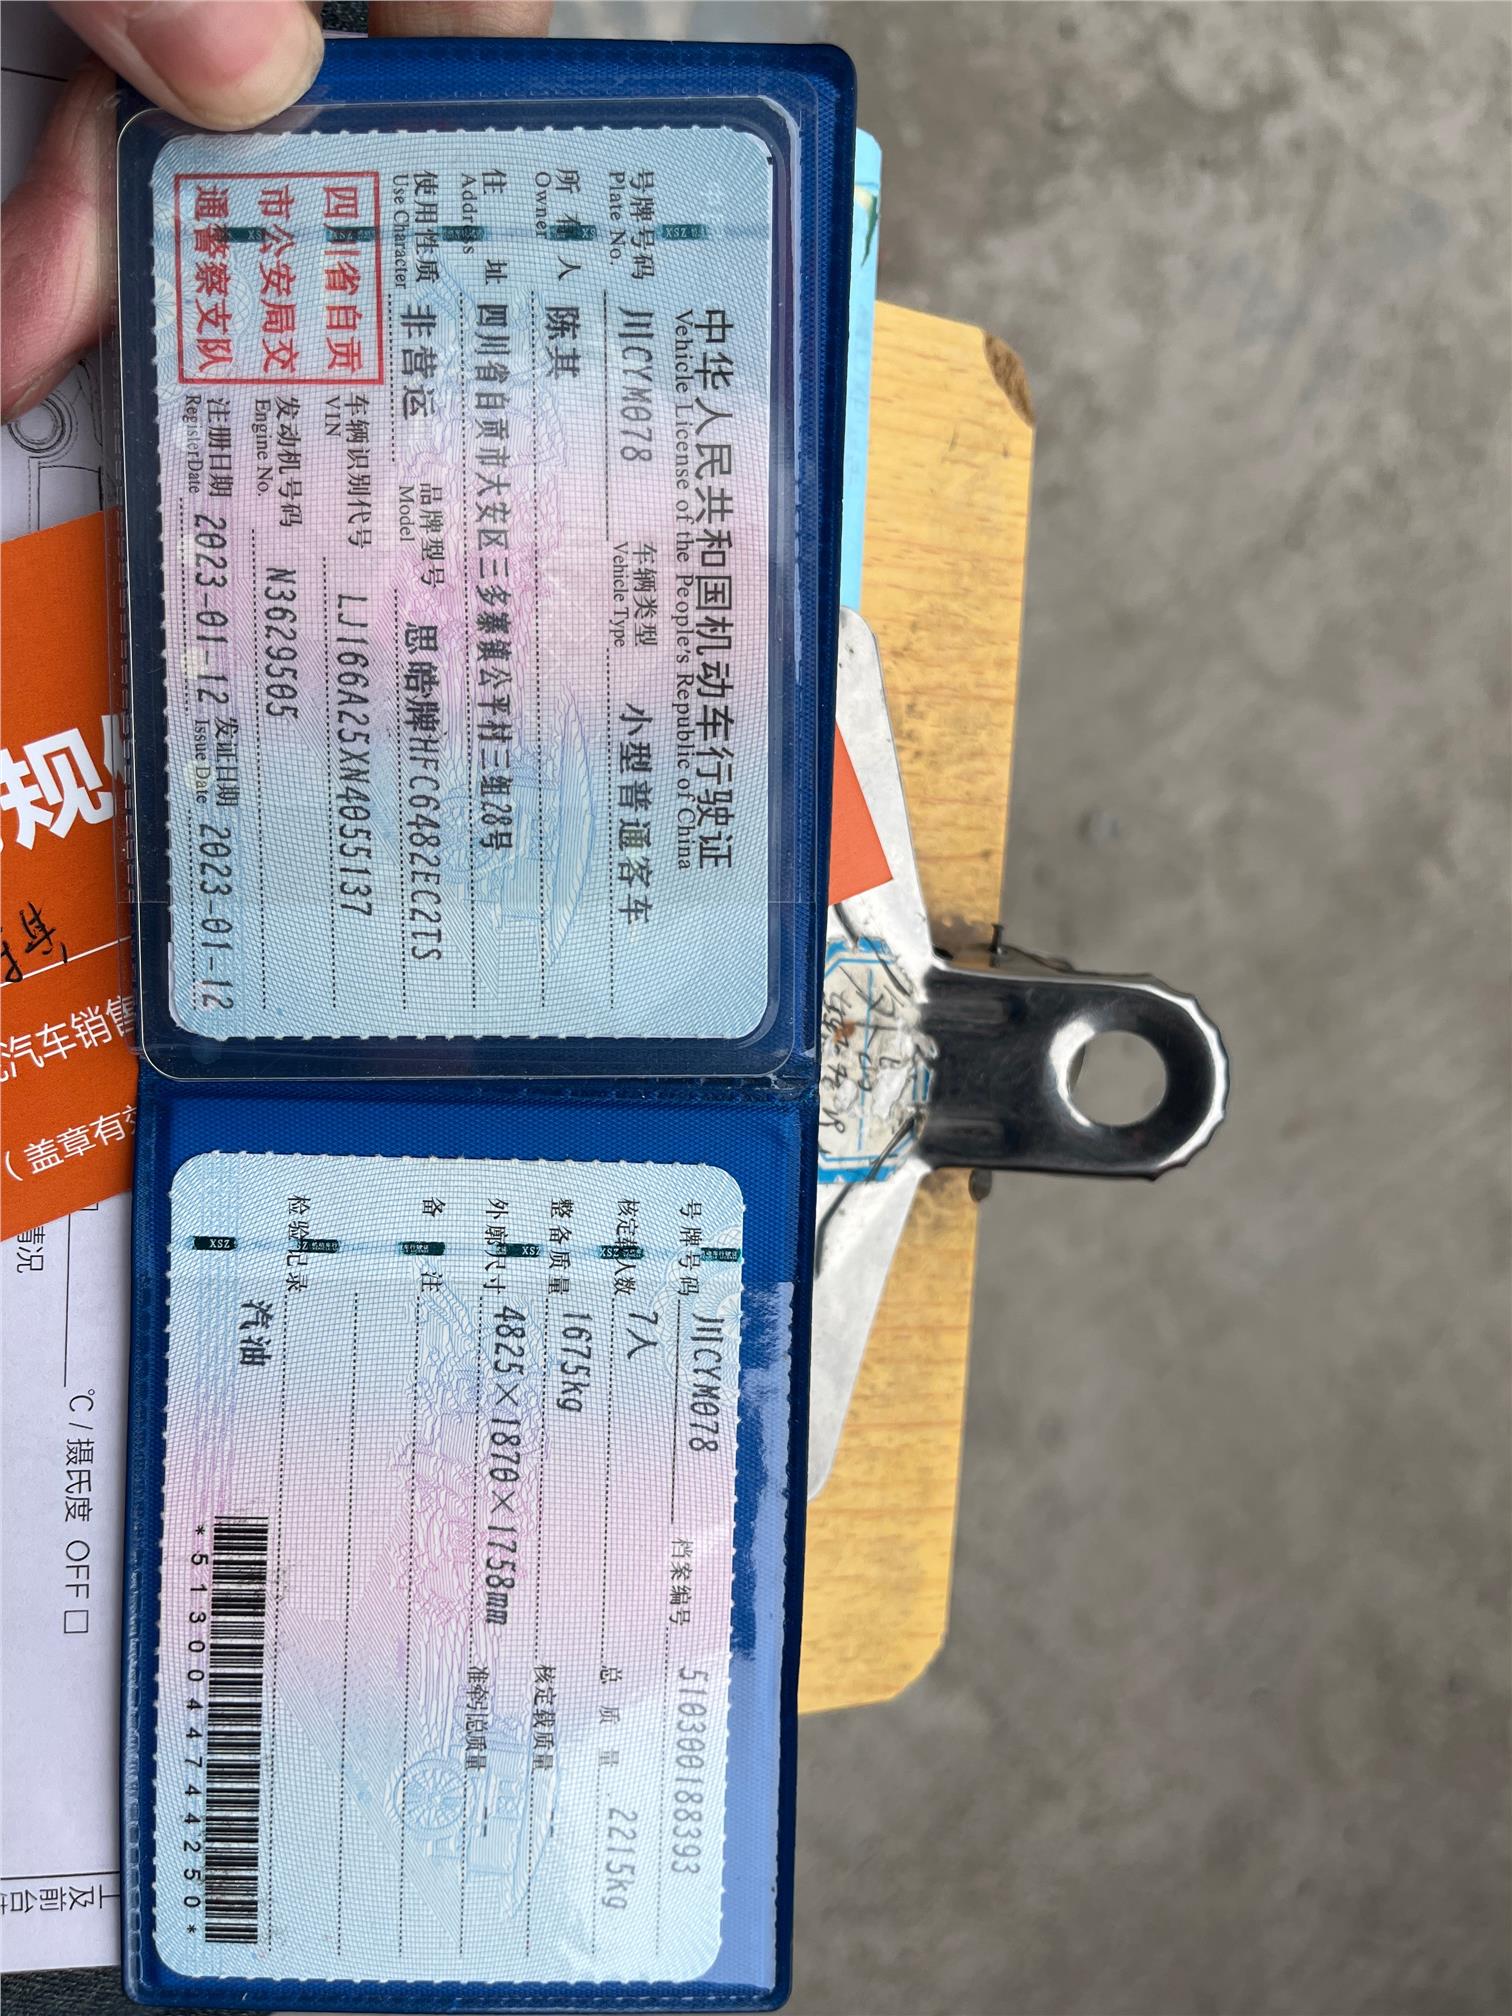 中华人民共和国机动车行驶证
Vehicle License of the People's Republic of China
号牌号码 川CYM078 车辆类型 小型普通客车
Plate No. Vehicle Type
所有人 陈其
Owner
住址 四川省自贡市大安区三多寨镇公平村三组28号
Address
使用性质 非营运 品牌型号 思皓牌HFC6482EC2TS
Use Character Model
四川省自贡
市公安局交
通警察支队
车辆识别代号 LJ166A25XN4055137
VIN
发动机号码 N3629505
Engine No.
注册日期 2023-01-12 发证日期 2023-01-12
Register Date Issue Date
号牌号码 川CYM078 档案编号 510300188393
核定载人数 7人 总质量 2215kg
整备质量 1675kg 核定载质量 --
外廓尺寸 4825×1870×1758mm 准牵引总质量 --
备注
检验记录
汽油
*5130044744250*
规
汽车销售
（盖章有
情况
℃/摄氏度 OFF □
及前台